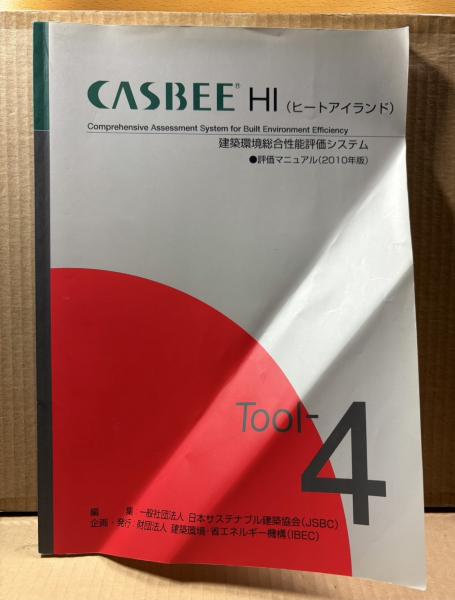 CASBEE® HI（ヒートアイランド）
Comprehensive Assessment System for Built Environment Efficiency
建築環境総合性能評価システム
●評価マニュアル（2010年版）
Tool-4
編　　集：一般社団法人 日本サステナブル建築協会（JSBC）
企画・発行：財団法人 建築環境・省エネルギー機構（IBEC）